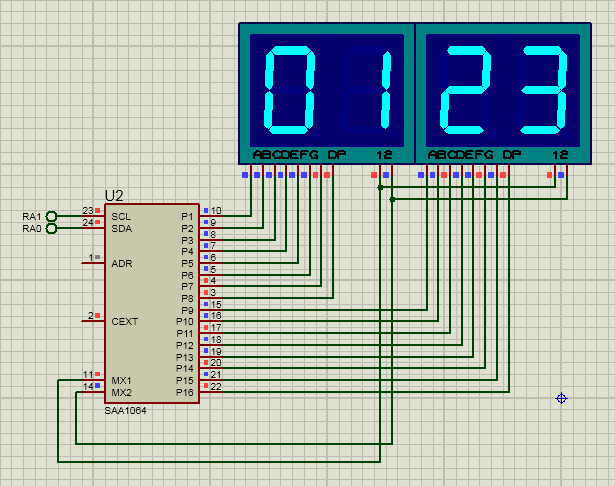 01 23
ABCDEFG DP 12 ABCDEFG DP 12
U2
RA1 23 SCL P1 10
RA0 24 SDA P2 9
P3 8
P4 7
1 ADR P5 6
P6 5
P7 4
P8 3
P9 15
2 CEXT P10 16
P11 17
P12 18
P13 19
P14 20
11 MX1 P15 21
14 MX2 P16 22
SAA1064